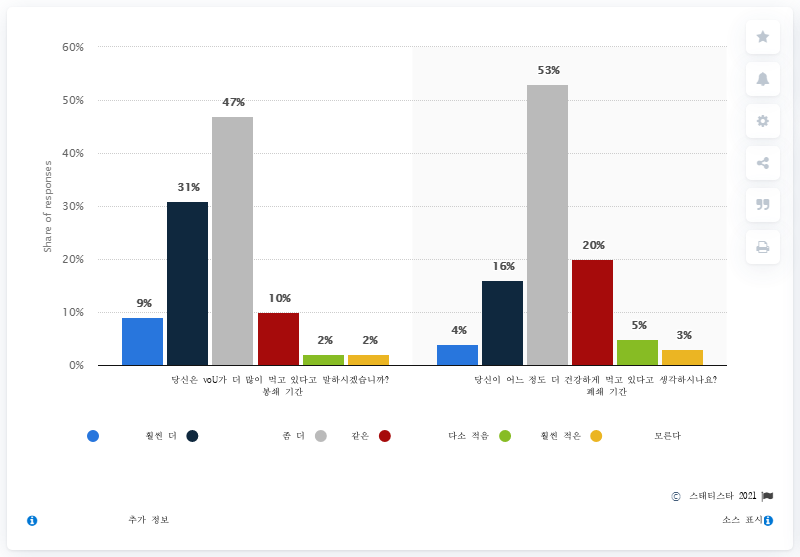 60%
50%
40%
30%
20%
10%
0%
Share of responses
9%
31%
47%
10%
2%
2%
4%
16%
53%
20%
5%
3%
당신은 voU가 더 많이 먹고 있다고 말하시겠습니까?
봉쇄 기간
당신이 어느 정도 더 건강하게 먹고 있다고 생각하시나요?
폐쇄 기간
훨씬 더
좀 더
같은
다소 적음
훨씬 적은
모른다
© 스태티스타 2021
추가 정보
소스 표시